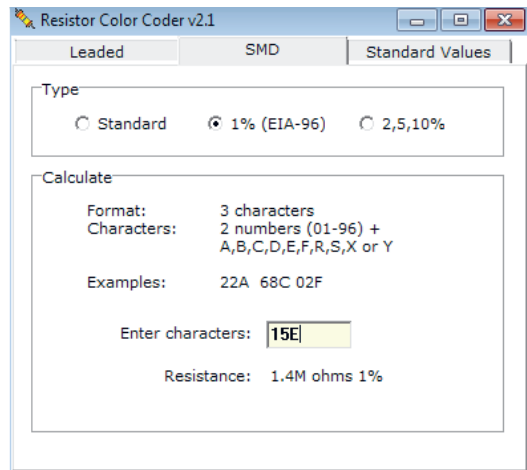 Resistor Color Coder v2.1
Leaded SMD Standard Values
Type
Standard 1% (EIA-96) 2,5,10%
Calculate
Format: 3 characters
Characters: 2 numbers (01-96) +
A,B,C,D,E,F,R,S,X or Y
Examples: 22A 68C 02F
Enter characters: 15E
Resistance: 1.4M ohms 1%